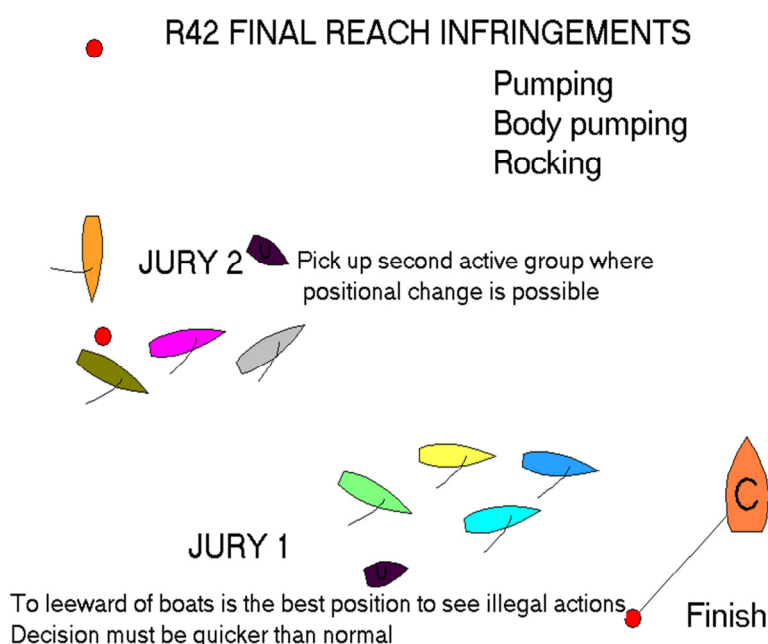 R42 FINAL REACH INFRINGEMENTS
Pumping
Body pumping
Rocking
JURY 2
U
Pick up second active group where
positional change is possible
C
JURY 1
U
To leeward of boats is the best position to see illegal actions
Decision must be quicker than normal
Finish